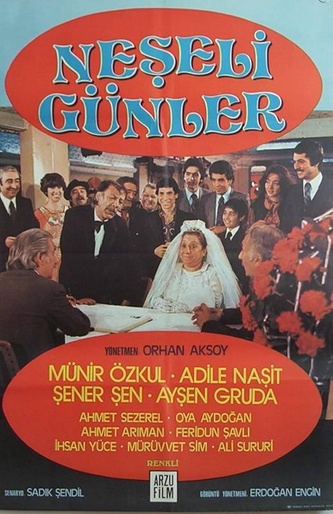 NEŞELİ
GÜNLER
YÖNETMEN ORHAN AKSOY
MÜNİR ÖZKUL · ADİLE NAŞİT
ŞENER ŞEN · AYŞEN GRUDA
AHMET SEZEREL · OYA AYDOĞAN
AHMET ARIMAN · FERİDUN ŞAVLI
İHSAN YÜCE · MÜRÜVVET SİM · ALİ SURURİ
RENKLİ
SENARYO SADIK ŞENDİL
ARZU
FİLM
GÖRÜNTÜ YÖNETMENİ: ERDOĞAN ENGİN